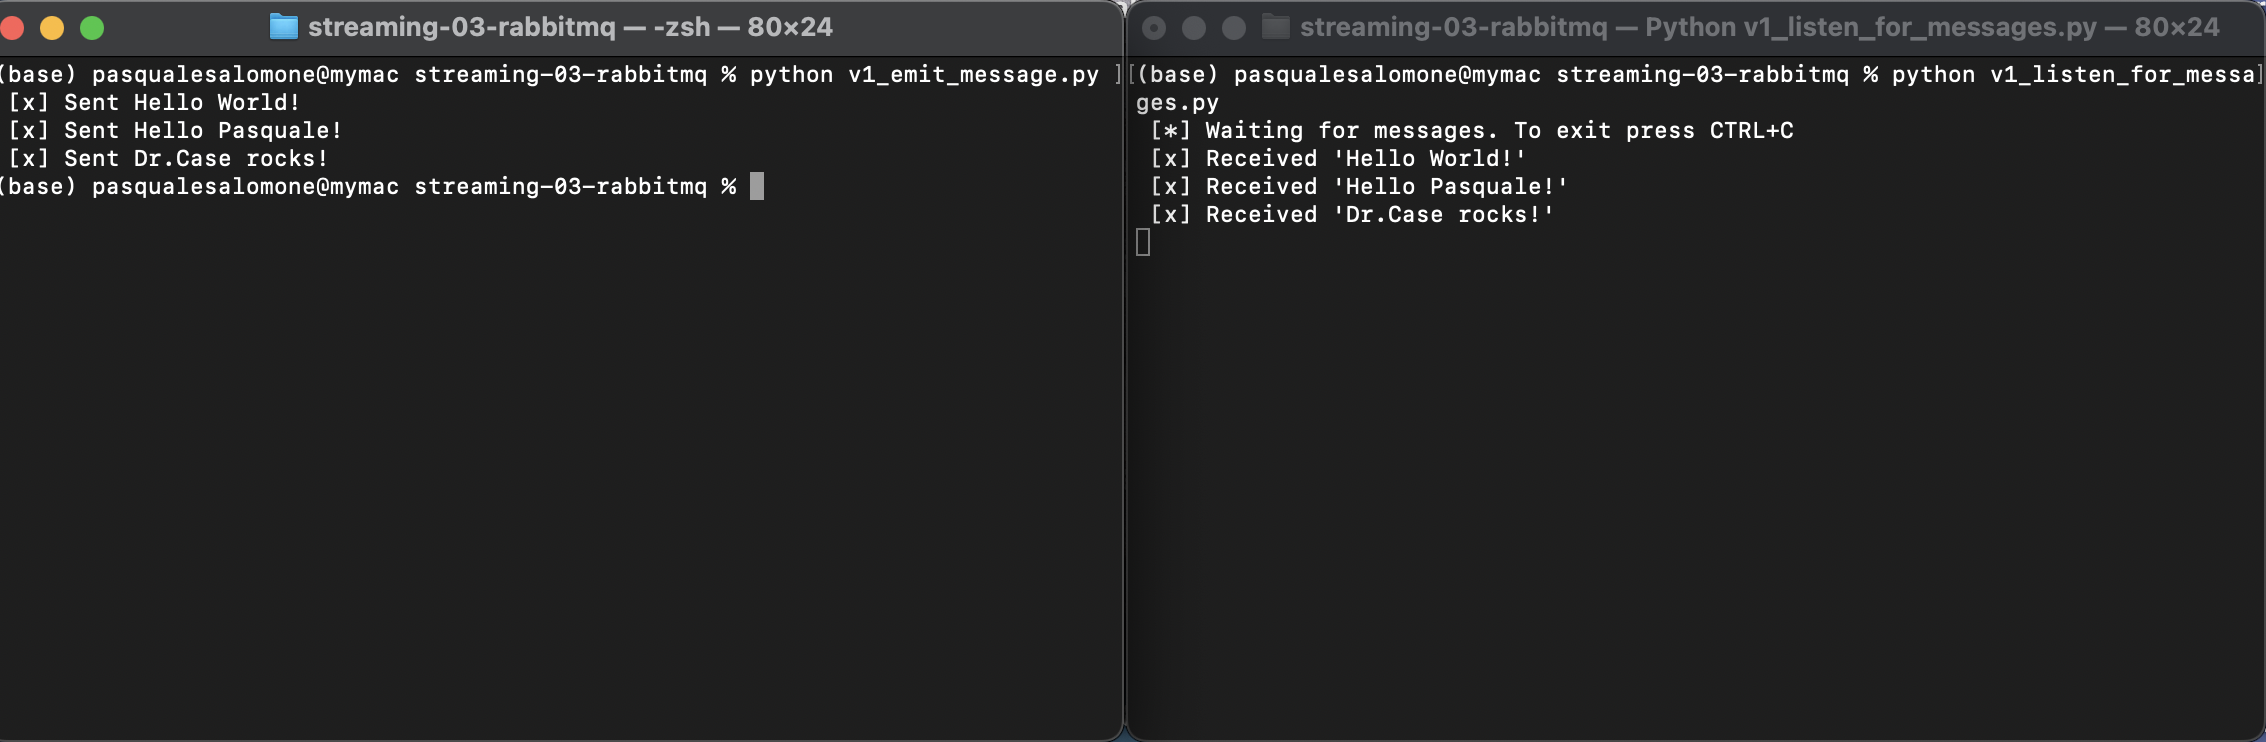 streaming-03-rabbitmq — -zsh — 80×24
(base) pasqualesalomone@mymac streaming-03-rabbitmq % python v1_emit_message.py ]
[x] Sent Hello World!
[x] Sent Hello Pasquale!
[x] Sent Dr.Case rocks!
(base) pasqualesalomone@mymac streaming-03-rabbitmq %
streaming-03-rabbitmq — Python v1_listen_for_messages.py — 80×24
[(base) pasqualesalomone@mymac streaming-03-rabbitmq % python v1_listen_for_messa]
ges.py
[*] Waiting for messages. To exit press CTRL+C
[x] Received 'Hello World!'
[x] Received 'Hello Pasquale!'
[x] Received 'Dr.Case rocks!'